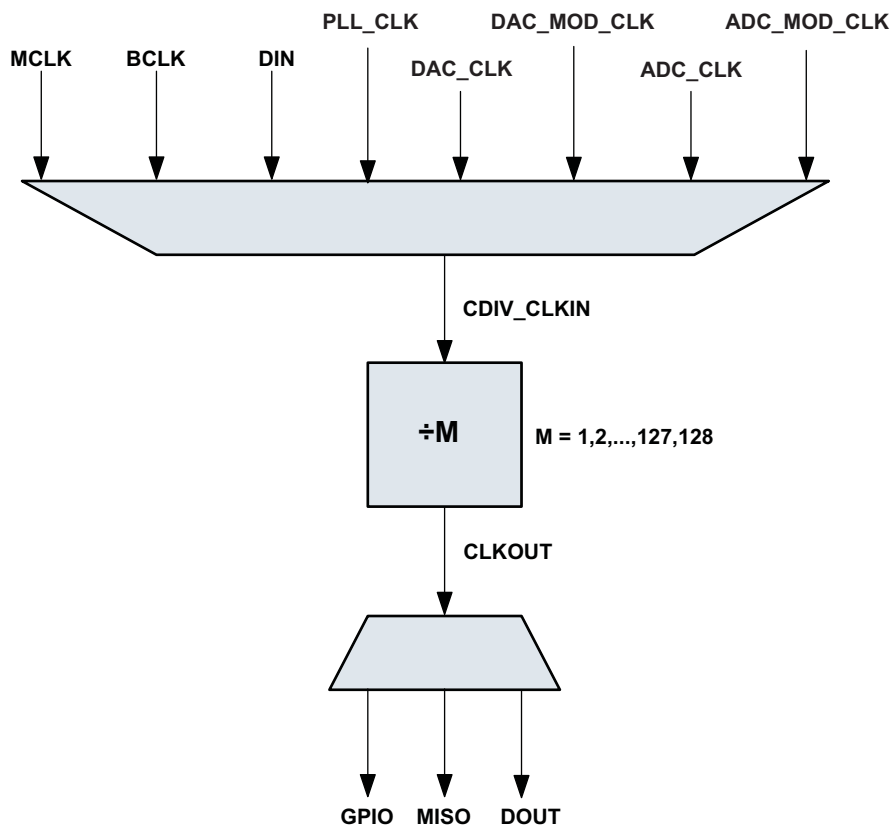 PLL_CLK DAC_MOD_CLK ADC_MOD_CLK
MCLK BCLK DIN DAC_CLK ADC_CLK
CDIV_CLKIN
÷M
M = 1,2,...,127,128
CLKOUT
GPIO MISO DOUT